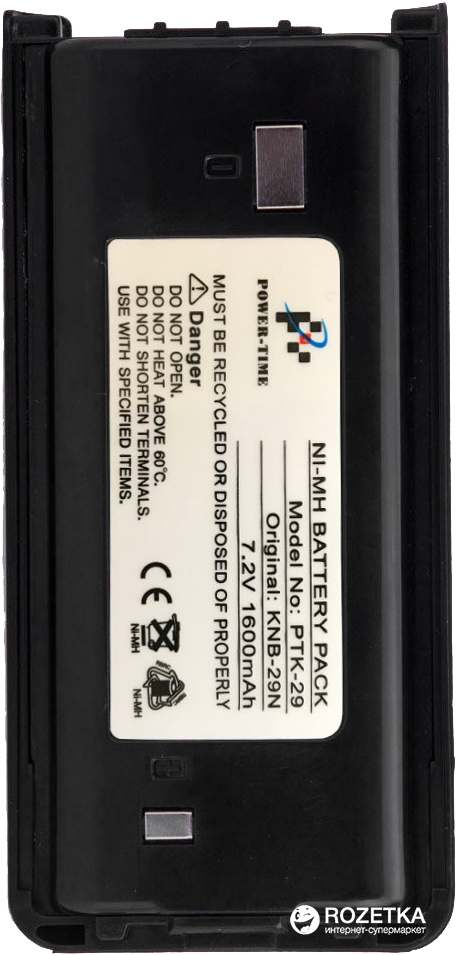 POWER-TIME
NI-MH BATTERY PACK
Model No: PTK-29
Original: KNB-29N
7.2V 1600mAh
MUST BE RECYCLED OR DISPOSED OF PROPERLY
Danger
DO NOT OPEN.
DO NOT HEAT ABOVE 60°C.
DO NOT SHORTEN TERMINALS.
USE WITH SPECIFIED ITEMS.
CE
NI-MH
NI-MH
ROZETKA
интернет-супермаркет